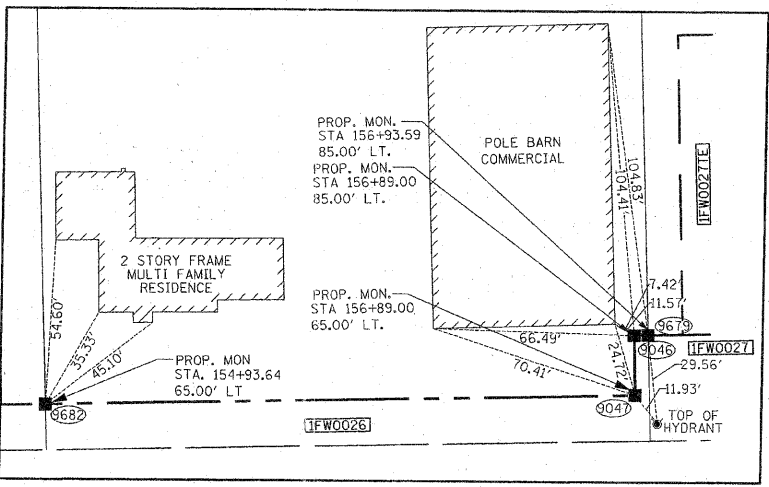 PROP. MON.
STA 156+93.59
85.00' LT.
PROP. MON.
STA 156+89.00
85.00' LT.
POLE BARN
COMMERCIAL
104.83'
104.41'
1FW0027TE
2 STORY FRAME
MULTI FAMILY
RESIDENCE
PROP. MON.
STA 156+89.00
65.00' LT.
7.42'
11.57'
54.60'
35.33'
45.10'
66.49'
70.41'
24.72'
9679
9046
1FW0027
29.56'
11.93'
PROP. MON
STA. 154+93.64
65.00' LT
9682
1FW0026
9047
TOP OF
HYDRANT